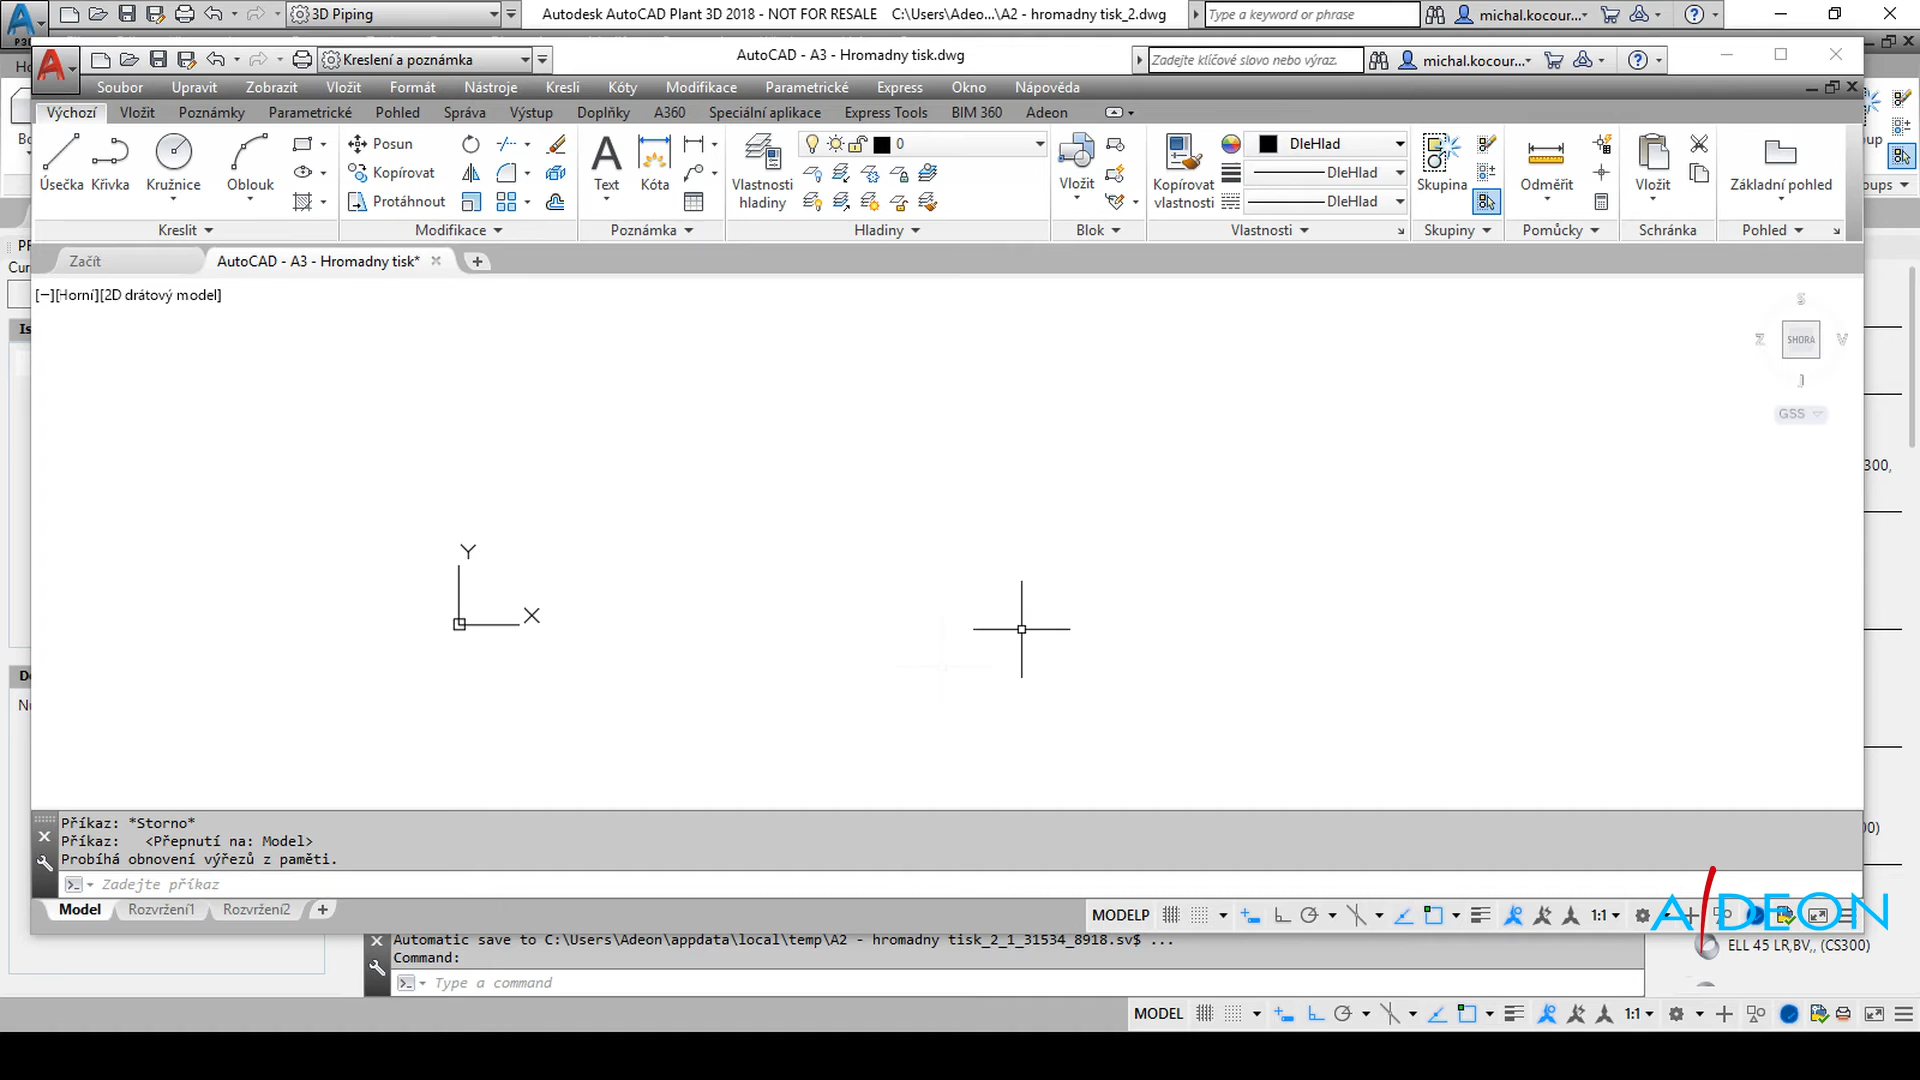 3D Piping
Autodesk AutoCAD Plant 3D 2018 - NOT FOR RESALE C:\Users\Adeo...\A2 - hromadny tisk_2.dwg
Type a keyword or phrase
michal.kocour...
Kreslení a poznámka
AutoCAD - A3 - Hromadny tisk.dwg
Zadejte klíčové slovo nebo výraz.
michal.kocour...
Soubor Upravit Zobrazit Vložit Formát Nástroje Kresli Kóty Modifikace Parametrické Express Okno Nápověda
Výchozí Vložit Poznámky Parametrické Pohled Správa Výstup Doplňky A360 Speciální aplikace Express Tools BIM 360 Adeon
Úsečka Křivka Kružnice Oblouk
Posun
Kopírovat
Protáhnout
Text Kóta
Vlastnosti hladiny
0
Vložit
Kopírovat vlastnosti
DleHlad
DleHlad
DleHlad
Skupina
Odměřit
Vložit
Základní pohled
Kreslit Modifikace Poznámka Hladiny Blok Vlastnosti Skupiny Pomůcky Schránka Pohled
Začít AutoCAD - A3 - Hromadny tisk* +
[−][Horní][2D drátový model]
S
Z SHORA V
J
GSS
300,
Y
X
Příkaz: *Storno*
Příkaz: <Přepnutí na: Model>
Probíhá obnovení výřezů z paměti.
Zadejte příkaz
Model Rozvržení1 Rozvržení2 +
MODELP 1:1
ADEON
Automatic save to C:\Users\Adeon\appdata\local\temp\A2 - hromadny tisk_2_1_31534_8918.sv$ ...
Command:
ELL 45 LR,BV,, (CS300)
Type a command
MODEL 1:1